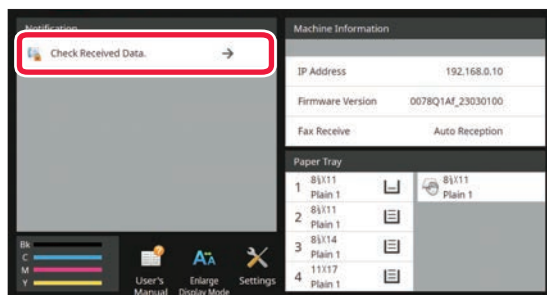 Notification
Check Received Data.
Machine Information
IP Address 192.168.0.10
Firmware Version 0078Q1Af_23030100
Fax Receive Auto Reception
Paper Tray
1 8½X11
Plain 1
8½X11
Plain 1
2 8½X11
Plain 1
3 8½X14
Plain 1
4 11X17
Plain 1
Bk
C
M
Y
User's
Manual
Enlarge
Display Mode
Settings